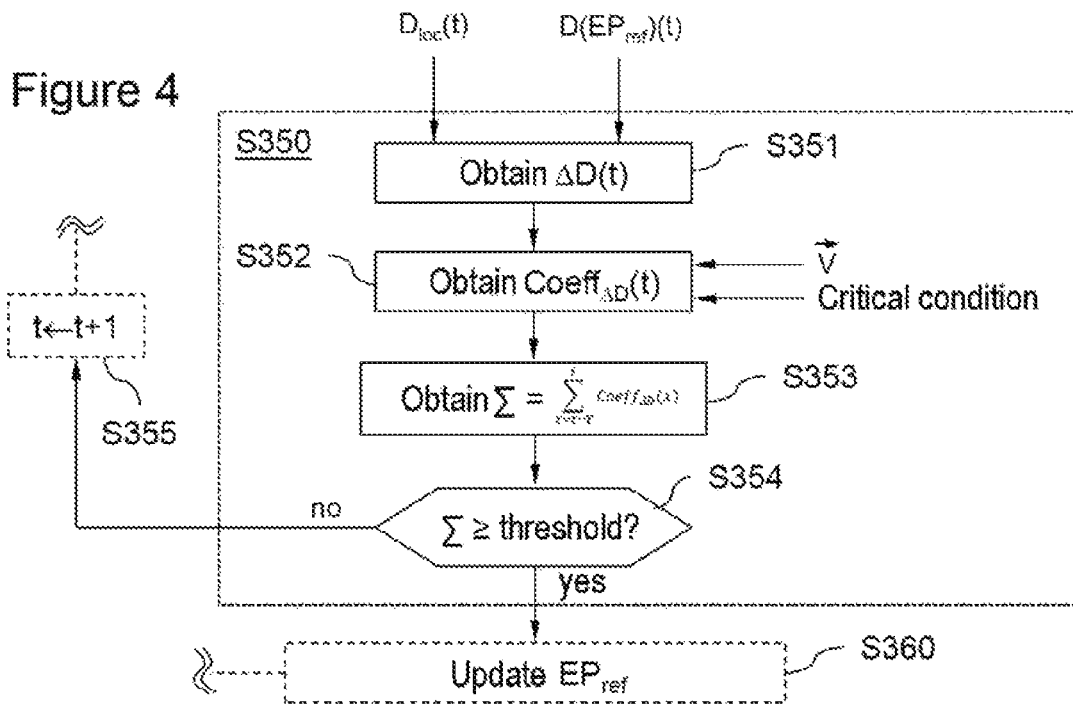 D_loc(t)
D(EP_ref)(t)
Figure 4
S350
S351
Obtain ΔD(t)
S352
Obtain Coeff_ΔD(t)
V⃗
Critical condition
t←t+1
S353
Obtain ∑ = ∑ Coeff_ΔD
S355
S354
no
∑ ≥ threshold?
yes
S360
Update EP_ref